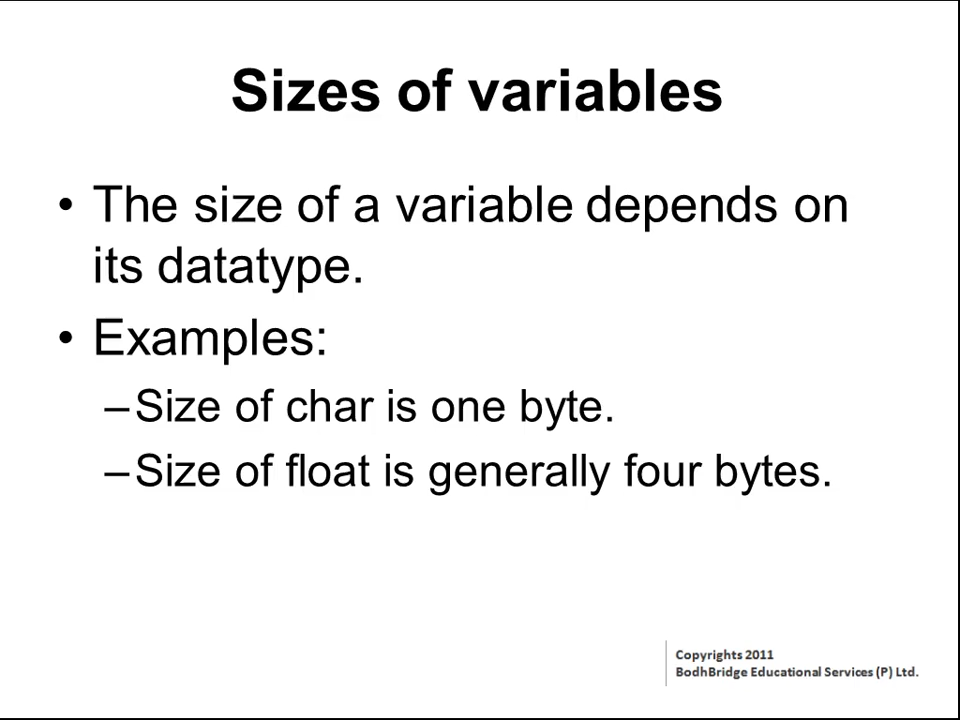 Sizes of variables
• The size of a variable depends on
its datatype.
• Examples:
–Size of char is one byte.
–Size of float is generally four bytes.
Copyrights 2011
BodhBridge Educational Services (P) Ltd.